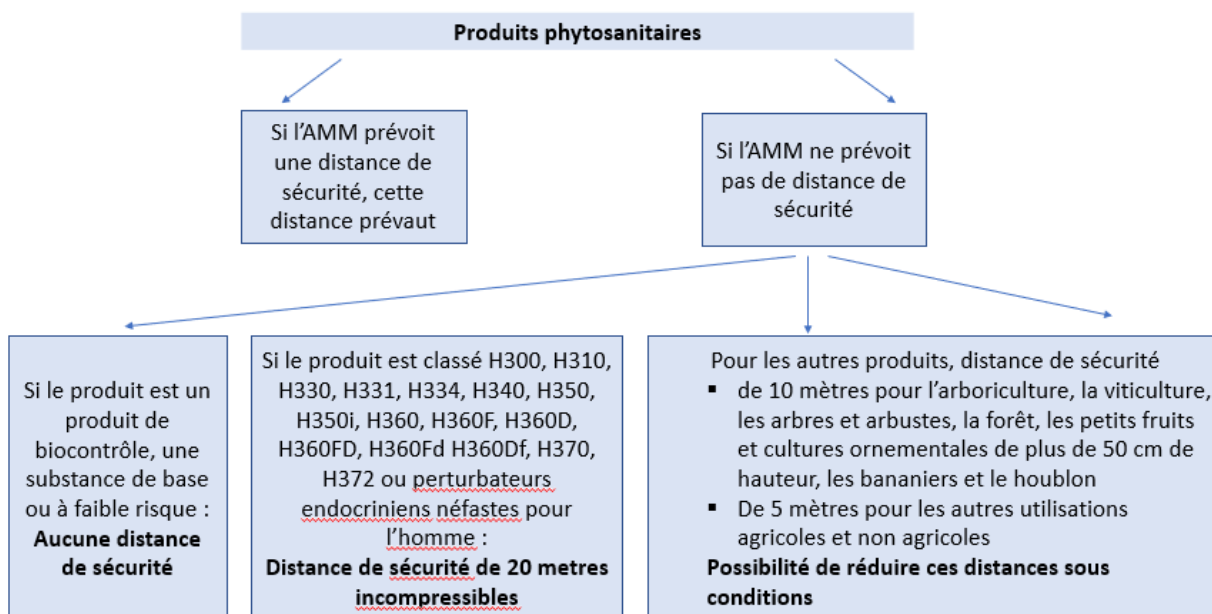 Produits phytosanitaires
Si l’AMM prévoit
une distance de
sécurité, cette
distance prévaut
Si l’AMM ne prévoit
pas de distance de
sécurité
Si le produit est un
produit de
biocontrôle, une
substance de base
ou à faible risque :
Aucune distance
de sécurité
Si le produit est classé H300, H310,
H330, H331, H334, H340, H350,
H350i, H360, H360F, H360D,
H360FD, H360Fd H360Df, H370,
H372 ou perturbateurs
endocriniens néfastes pour
l’homme :
Distance de sécurité de 20 metres
incompressibles
Pour les autres produits, distance de sécurité
▪ de 10 mètres pour l’arboriculture, la viticulture,
les arbres et arbustes, la forêt, les petits fruits
et cultures ornementales de plus de 50 cm de
hauteur, les bananiers et le houblon
▪ De 5 mètres pour les autres utilisations
agricoles et non agricoles
Possibilité de réduire ces distances sous
conditions